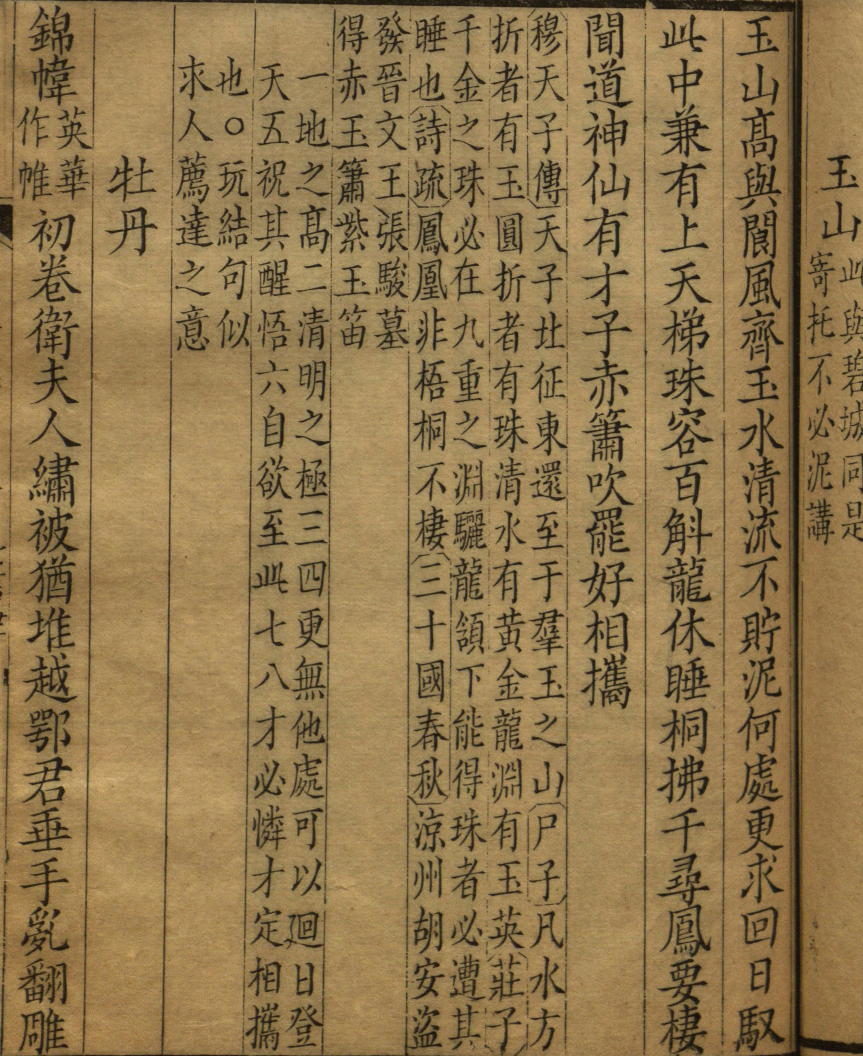 玉山此與碧城同是寄托不必泥講
玉山髙與閬風齊玉水清流不貯泥何處更求回日馭
此中兼有上天梯珠容百斛龍休睡桐拂千尋鳳要棲
聞道神仙有才子赤簫吹罷好相攜
穆天子傳天子北征東還至于羣玉之山尸子凡水方
折者有玉圓折者有珠清水有黃金龍淵有玉英莊子
千金之珠必在九重之淵驪龍頷下能得珠者必遭其
睡也詩疏鳳凰非梧桐不棲三十國春秋涼州胡安盜
發晉文王張駿墓
得赤玉簫紫玉笛
一地之髙二清明之極三四更無他處可以迴日登
天五祝其醒悟六自欲至此七八才必憐才定相攜
也○玩結句似
求人薦達之意
牡丹
錦幃英華作帷初卷衛夫人繡被猶堆越鄂君垂手亂翻雕